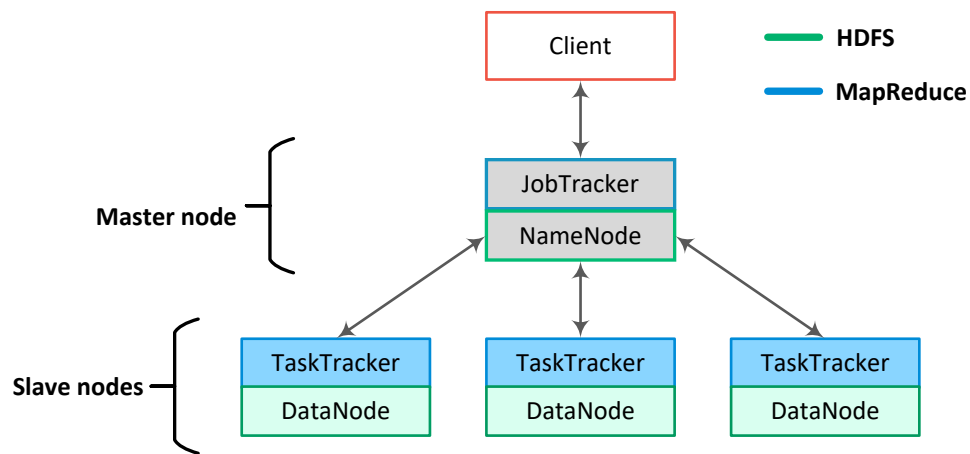 Client
HDFS
MapReduce
Master node
JobTracker
NameNode
Slave nodes
TaskTracker
DataNode
TaskTracker
DataNode
TaskTracker
DataNode